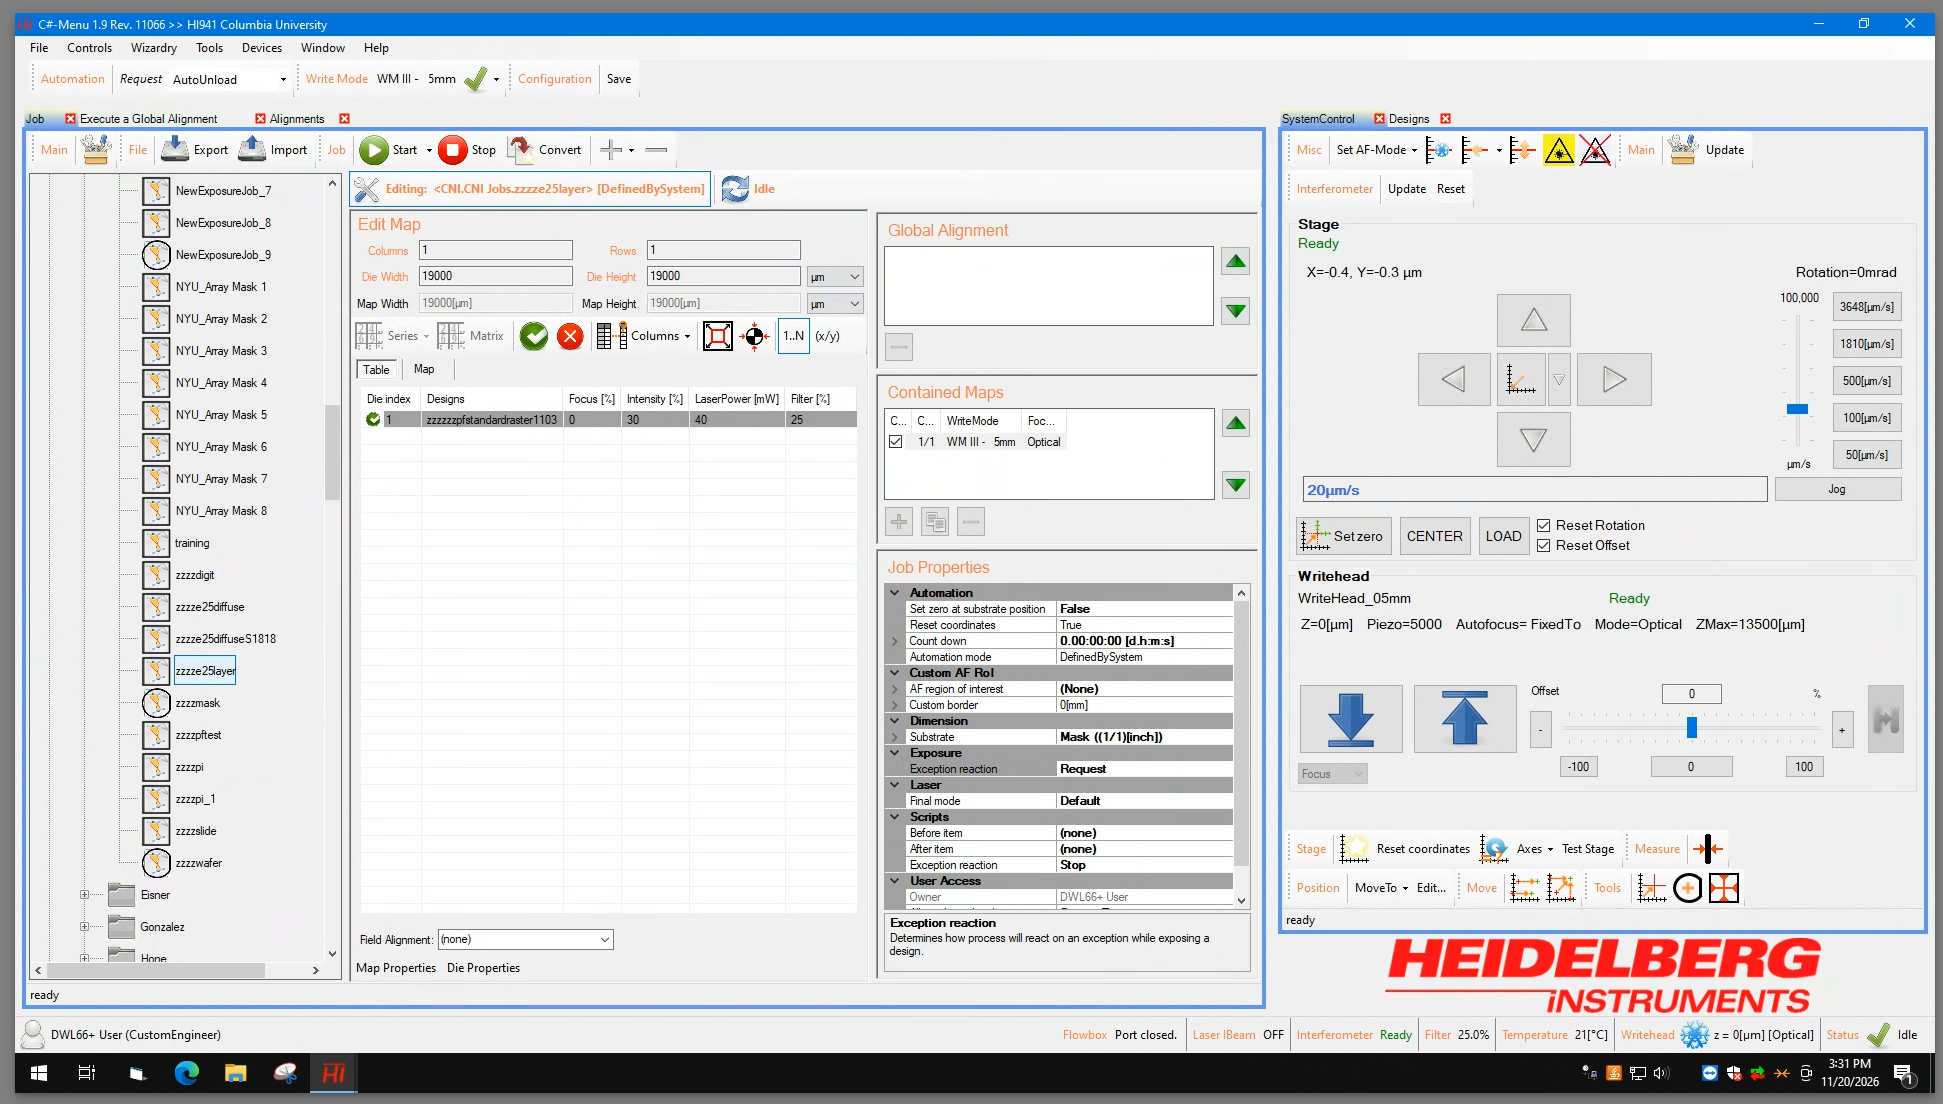 C#-Menu 1.9 Rev. 11066 >> HI941 Columbia University
File Controls Wizardry Tools Devices Window Help
Automation Request AutoUnload Write Mode WM III - 5mm Configuration Save
Job Execute a Global Alignment Alignments
Main File Export Import Job Start Stop Convert
NewExposureJob_7
NewExposureJob_8
NewExposureJob_9
NYU_Array Mask 1
NYU_Array Mask 2
NYU_Array Mask 3
NYU_Array Mask 4
NYU_Array Mask 5
NYU_Array Mask 6
NYU_Array Mask 7
NYU_Array Mask 8
training
zzzzdigit
zzzze25diffuse
zzzze25diffuseS1818
zzzze25layer
zzzzmask
zzzzpftest
zzzzpi
zzzzpi_1
zzzzslide
zzzzwafer
Eisner
Gonzalez
Hone
ready
Editing: <CNI.CNI Jobs.zzzze25layer> [DefinedBySystem] Idle
Edit Map
Columns 1 Rows 1
Die Width 19000 Die Height 19000 µm
Map Width 19000[µm] Map Height 19000[µm] µm
Series Matrix Columns 1..N (x/y)
Table Map
Die index Designs Focus [%] Intensity [%] LaserPower [mW] Filter [%]
1 zzzzzzpfstandardraster1103 0 30 40 25
Field Alignment: (none)
Map Properties Die Properties
Global Alignment
Contained Maps
C... C... WriteMode Foc...
1/1 WM III - 5mm Optical
Job Properties
Automation
Set zero at substrate position False
Reset coordinates True
Count down 0.00:00:00 [d.h:m:s]
Automation mode DefinedBySystem
Custom AF RoI
AF region of interest (None)
Custom border 0[mm]
Dimension
Substrate Mask ((1/1)[inch])
Exposure
Exception reaction Request
Laser
Final mode Default
Scripts
Before item (none)
After item (none)
Exception reaction Stop
User Access
Owner DWL66+ User
Exception reaction
Determines how process will react on an exception while exposing a
design.
SystemControl Designs
Misc Set AF-Mode Main Update
Interferometer Update Reset
Stage
Ready
X=-0.4, Y=-0.3 µm Rotation=0mrad
100,000 3648[µm/s]
1810[µm/s]
500[µm/s]
100[µm/s]
µm/s 50[µm/s]
20µm/s Jog
Set zero CENTER LOAD Reset Rotation
Reset Offset
Writehead
WriteHead_05mm Ready
Z=0[µm] Piezo=5000 Autofocus= FixedTo Mode=Optical ZMax=13500[µm]
Offset 0 %
- +
Focus -100 0 100
Stage Reset coordinates Axes Test Stage Measure
Position MoveTo Edit... Move Tools
ready
HEIDELBERG
INSTRUMENTS
DWL66+ User (CustomEngineer) Flowbox Port closed. Laser IBeam OFF Interferometer Ready Filter 25.0% Temperature 21[°C] Writehead z = 0[µm] [Optical] Status Idle
Hi
3:31 PM
11/20/2026
1